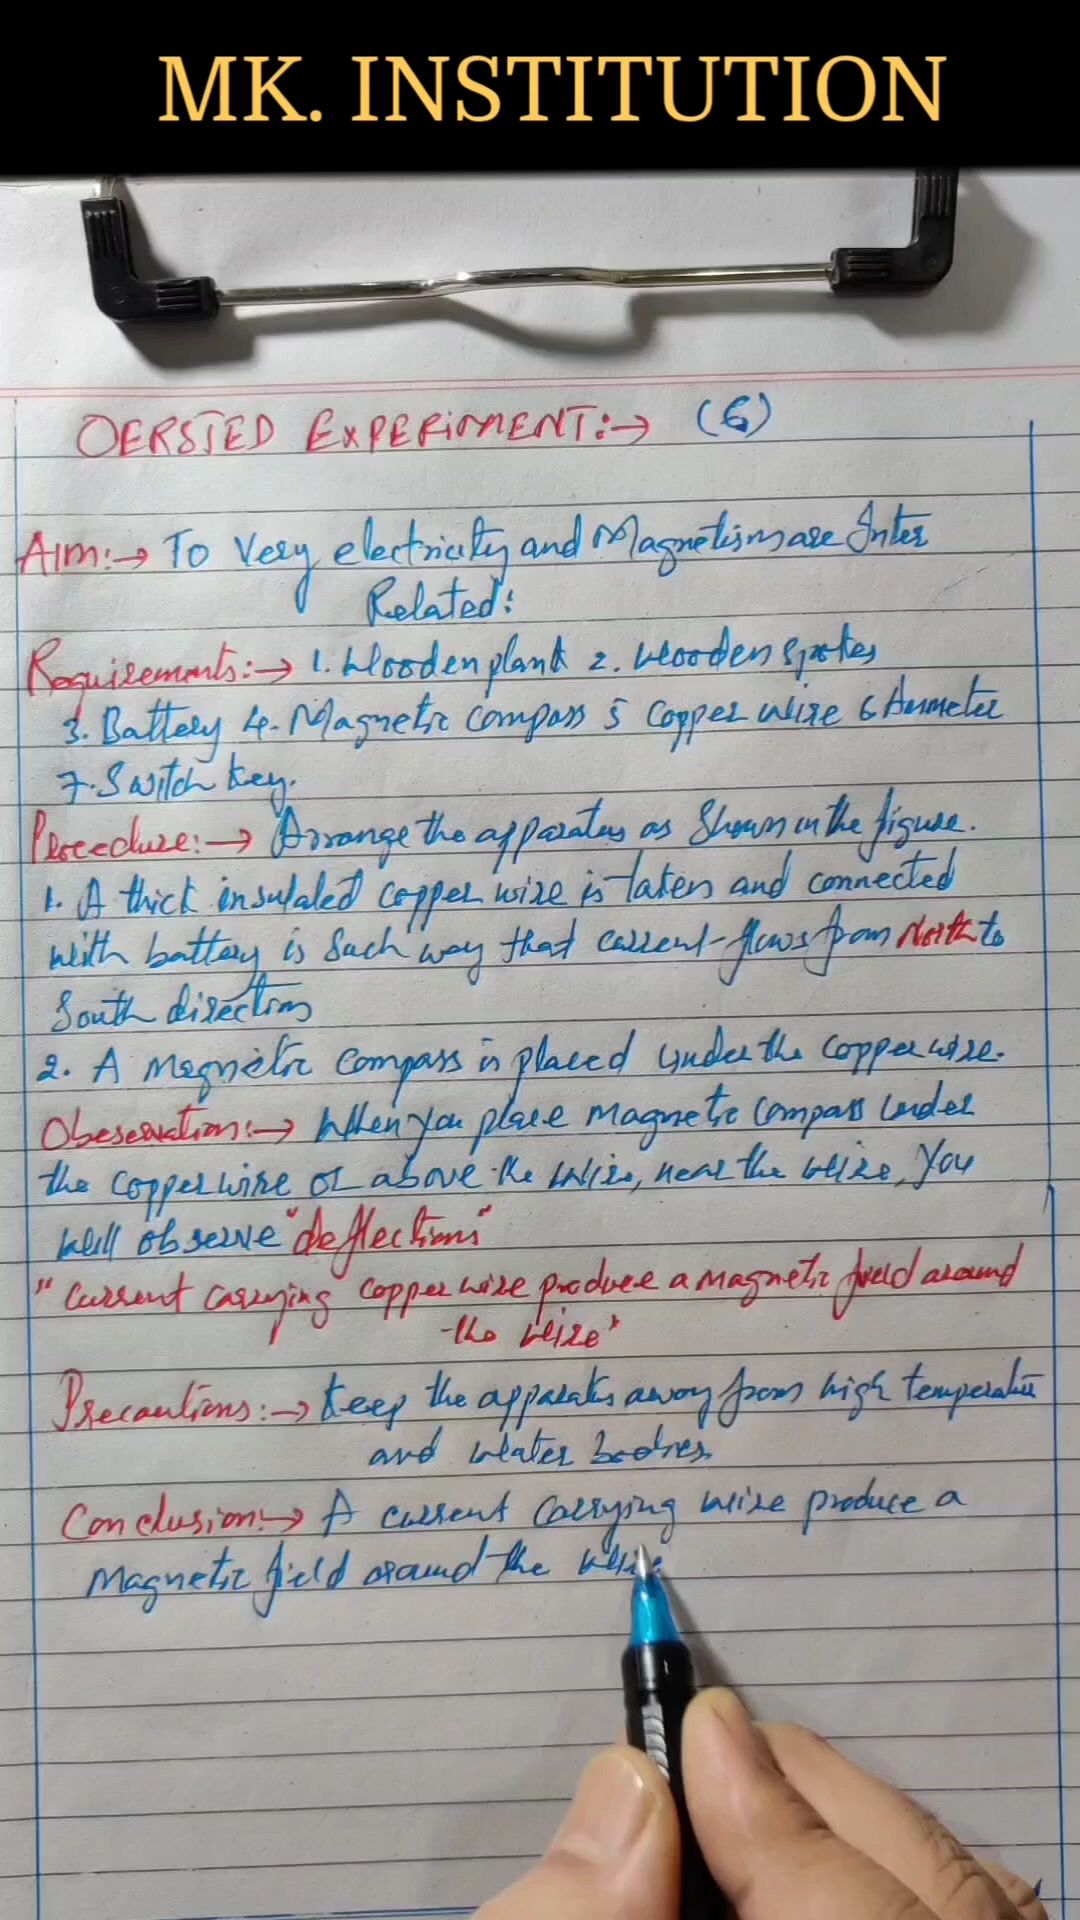 MK. INSTITUTION
OERSTED EXPERIMENT:→ (6)
AIM:→ To Very electricity and Magnetism are Inter
Related:
Requirements:→ 1. Wooden plank 2. Wooden spokes
3. Battery 4. Magnetic compass 5 Copper wire 6 Ammeter
7. Switch key.
Procedure:→ Arrange the apparatus as Shown in the figure.
1. A thick insulated copper wire is taken and connected
with battery is Such way that current flows from North to
South direction
2. A magnetic compass is placed under the copper wire.
Obseravation:→ When you place magnetic compass under
the copper wire or above the wire, near the wire, you
will observe "deflections"
"Current carrying copper wire produce a magnetic field around
the wire"
Precautions:→ Keep the apparatus away from high temperature
and water bodies
Conclusion:→ A current carrying wire produce a
Magnetic field around the wire